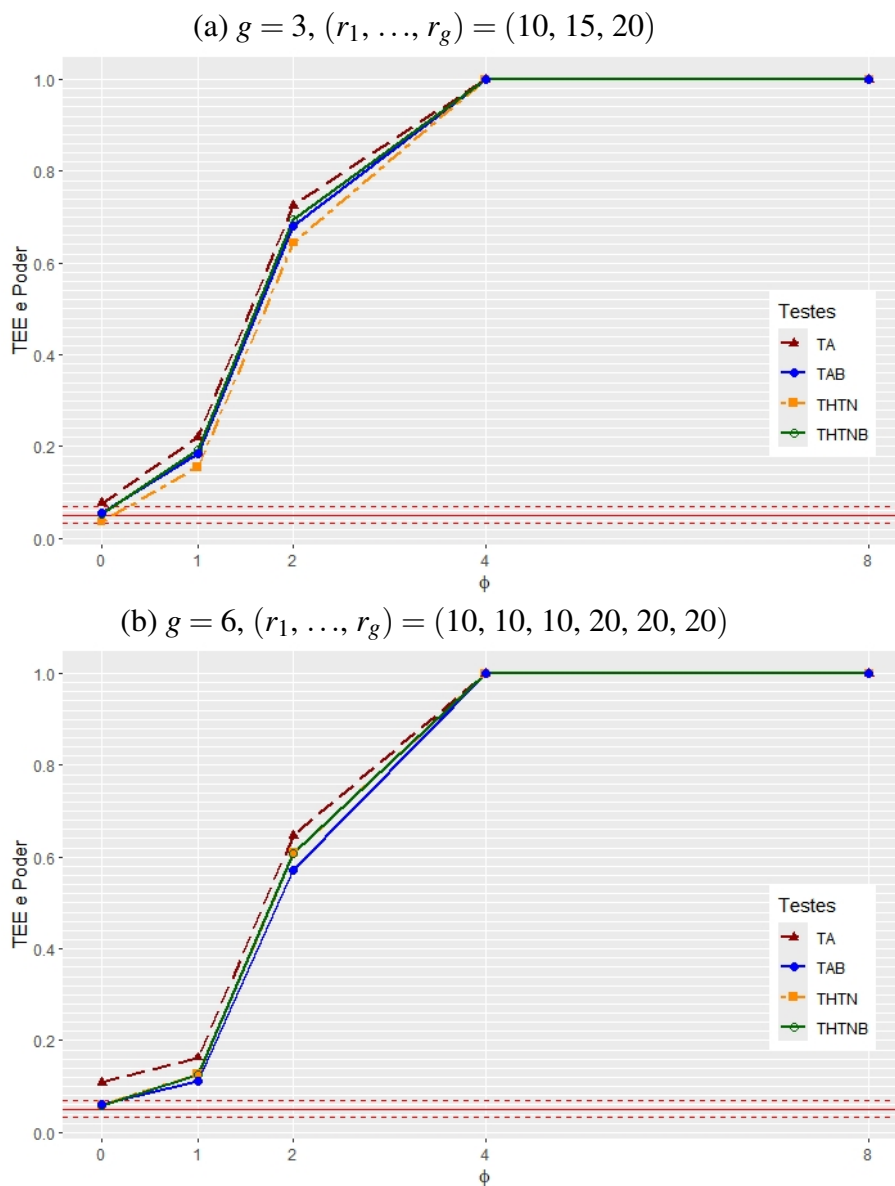 (a) g = 3, (r₁, …, r_g) = (10, 15, 20)
1.0
0.8
0.6
0.4
0.2
0.0
TEE e Poder
Testes
TA
TAB
THTN
THTNB
0 1 2 4 8
ϕ
(b) g = 6, (r₁, …, r_g) = (10, 10, 10, 20, 20, 20)
1.0
0.8
0.6
0.4
0.2
0.0
TEE e Poder
Testes
TA
TAB
THTN
THTNB
0 1 2 4 8
ϕ